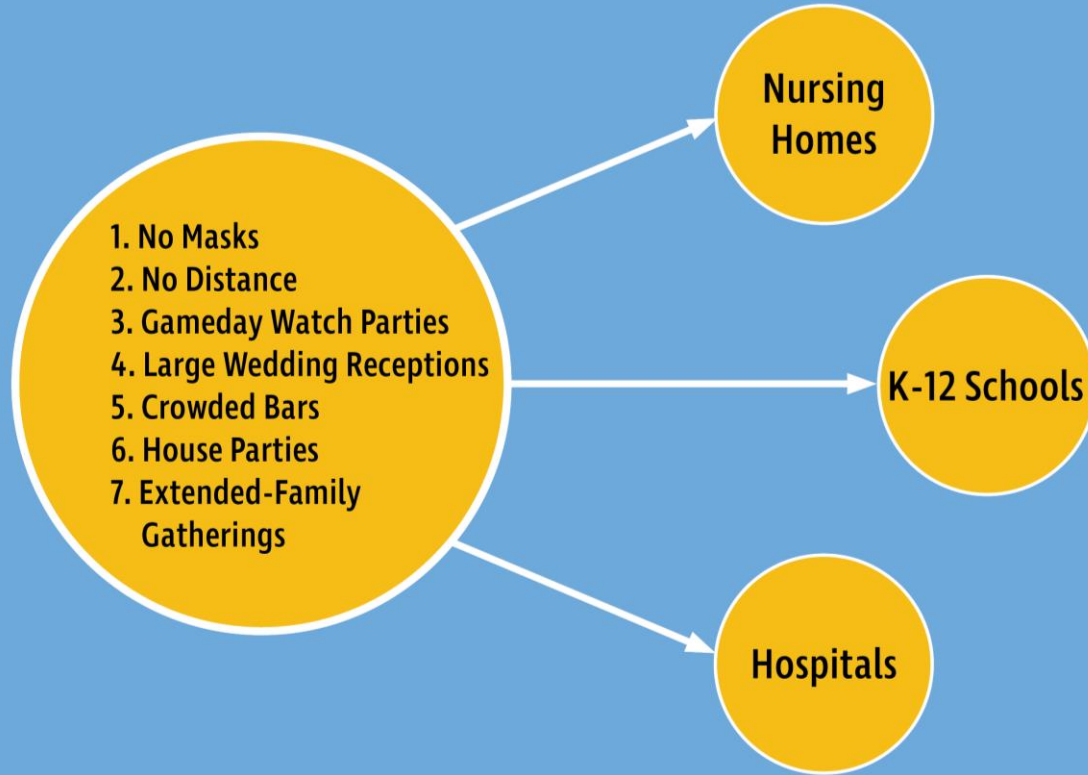 1. No Masks
2. No Distance
3. Gameday Watch Parties
4. Large Wedding Receptions
5. Crowded Bars
6. House Parties
7. Extended-Family
Gatherings
Nursing
Homes
K-12 Schools
Hospitals